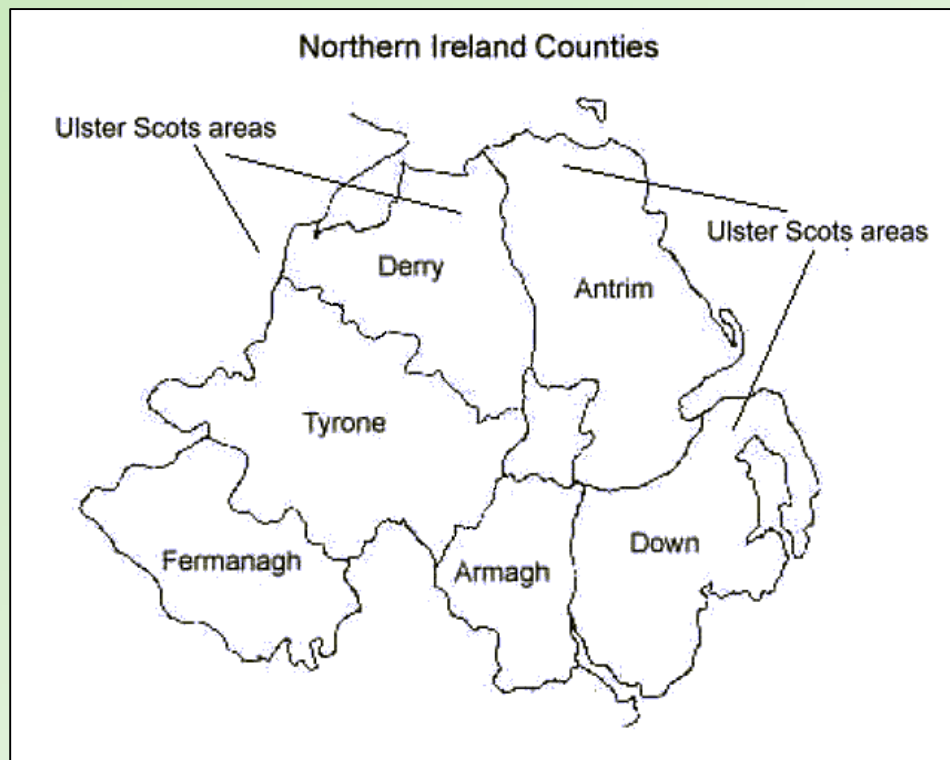 Northern Ireland Counties
Ulster Scots areas
Ulster Scots areas
Derry
Antrim
Tyrone
Down
Fermanagh
Armagh